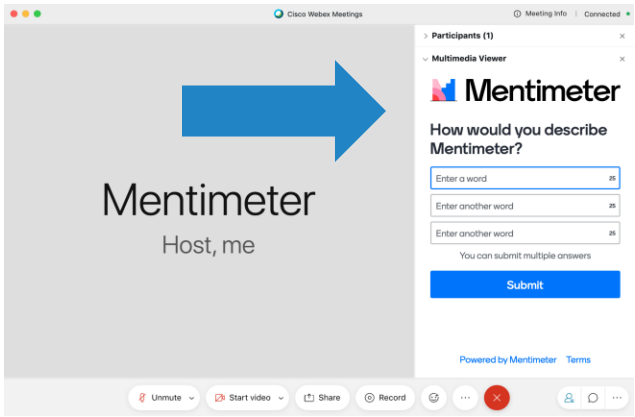 Cisco Webex Meetings
Meeting Info | Connected
Participants (1)
Multimedia Viewer
Mentimeter
How would you describe
Mentimeter?
Enter a word 25
Enter another word 25
Enter another word 25
You can submit multiple answers
Submit
Powered by Mentimeter Terms
Mentimeter
Host, me
Unmute Start video Share Record